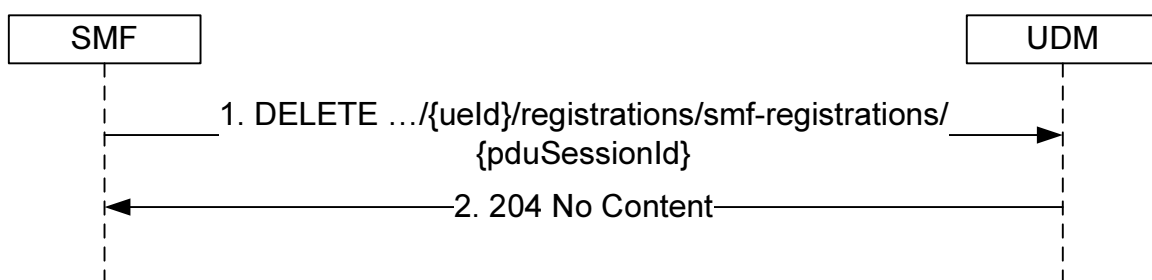 SMF
UDM
1. DELETE …/{ueId}/registrations/smf-registrations/
{pduSessionId}
2. 204 No Content